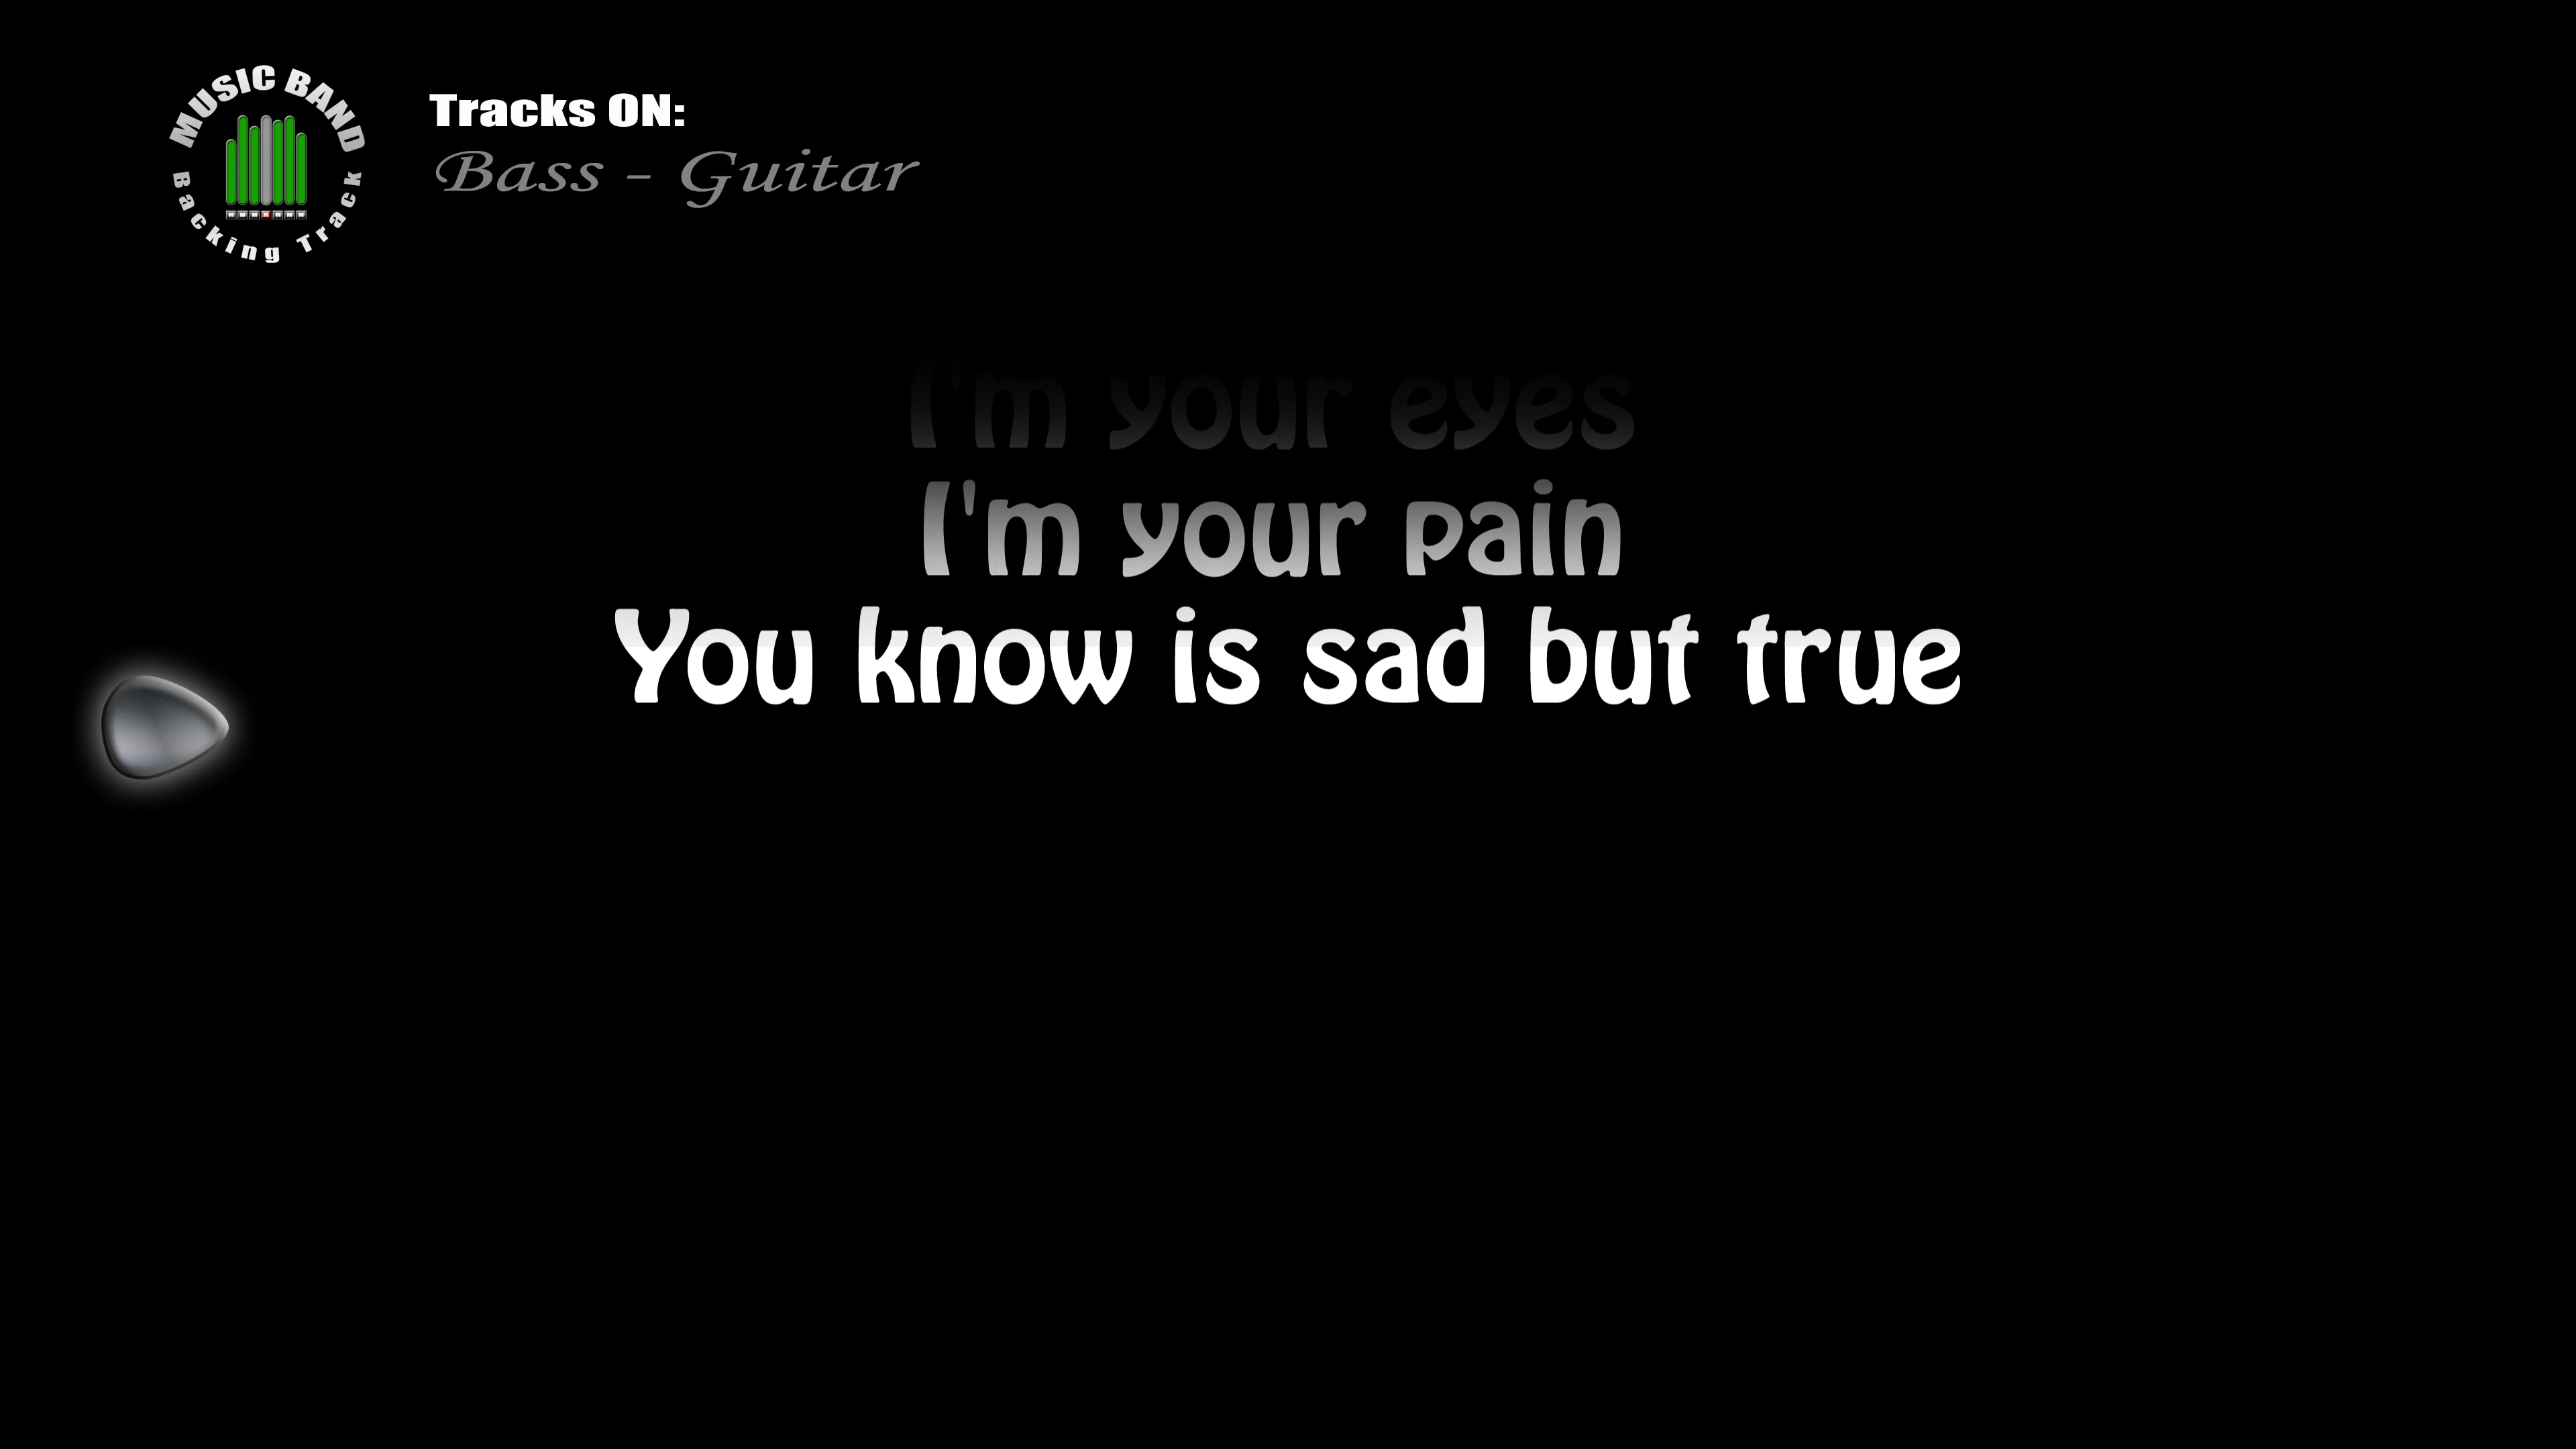 MUSIC BAND
Backing Track
Tracks ON:
Bass - Guitar
I'm your eyes
I'm your pain
You know is sad but true